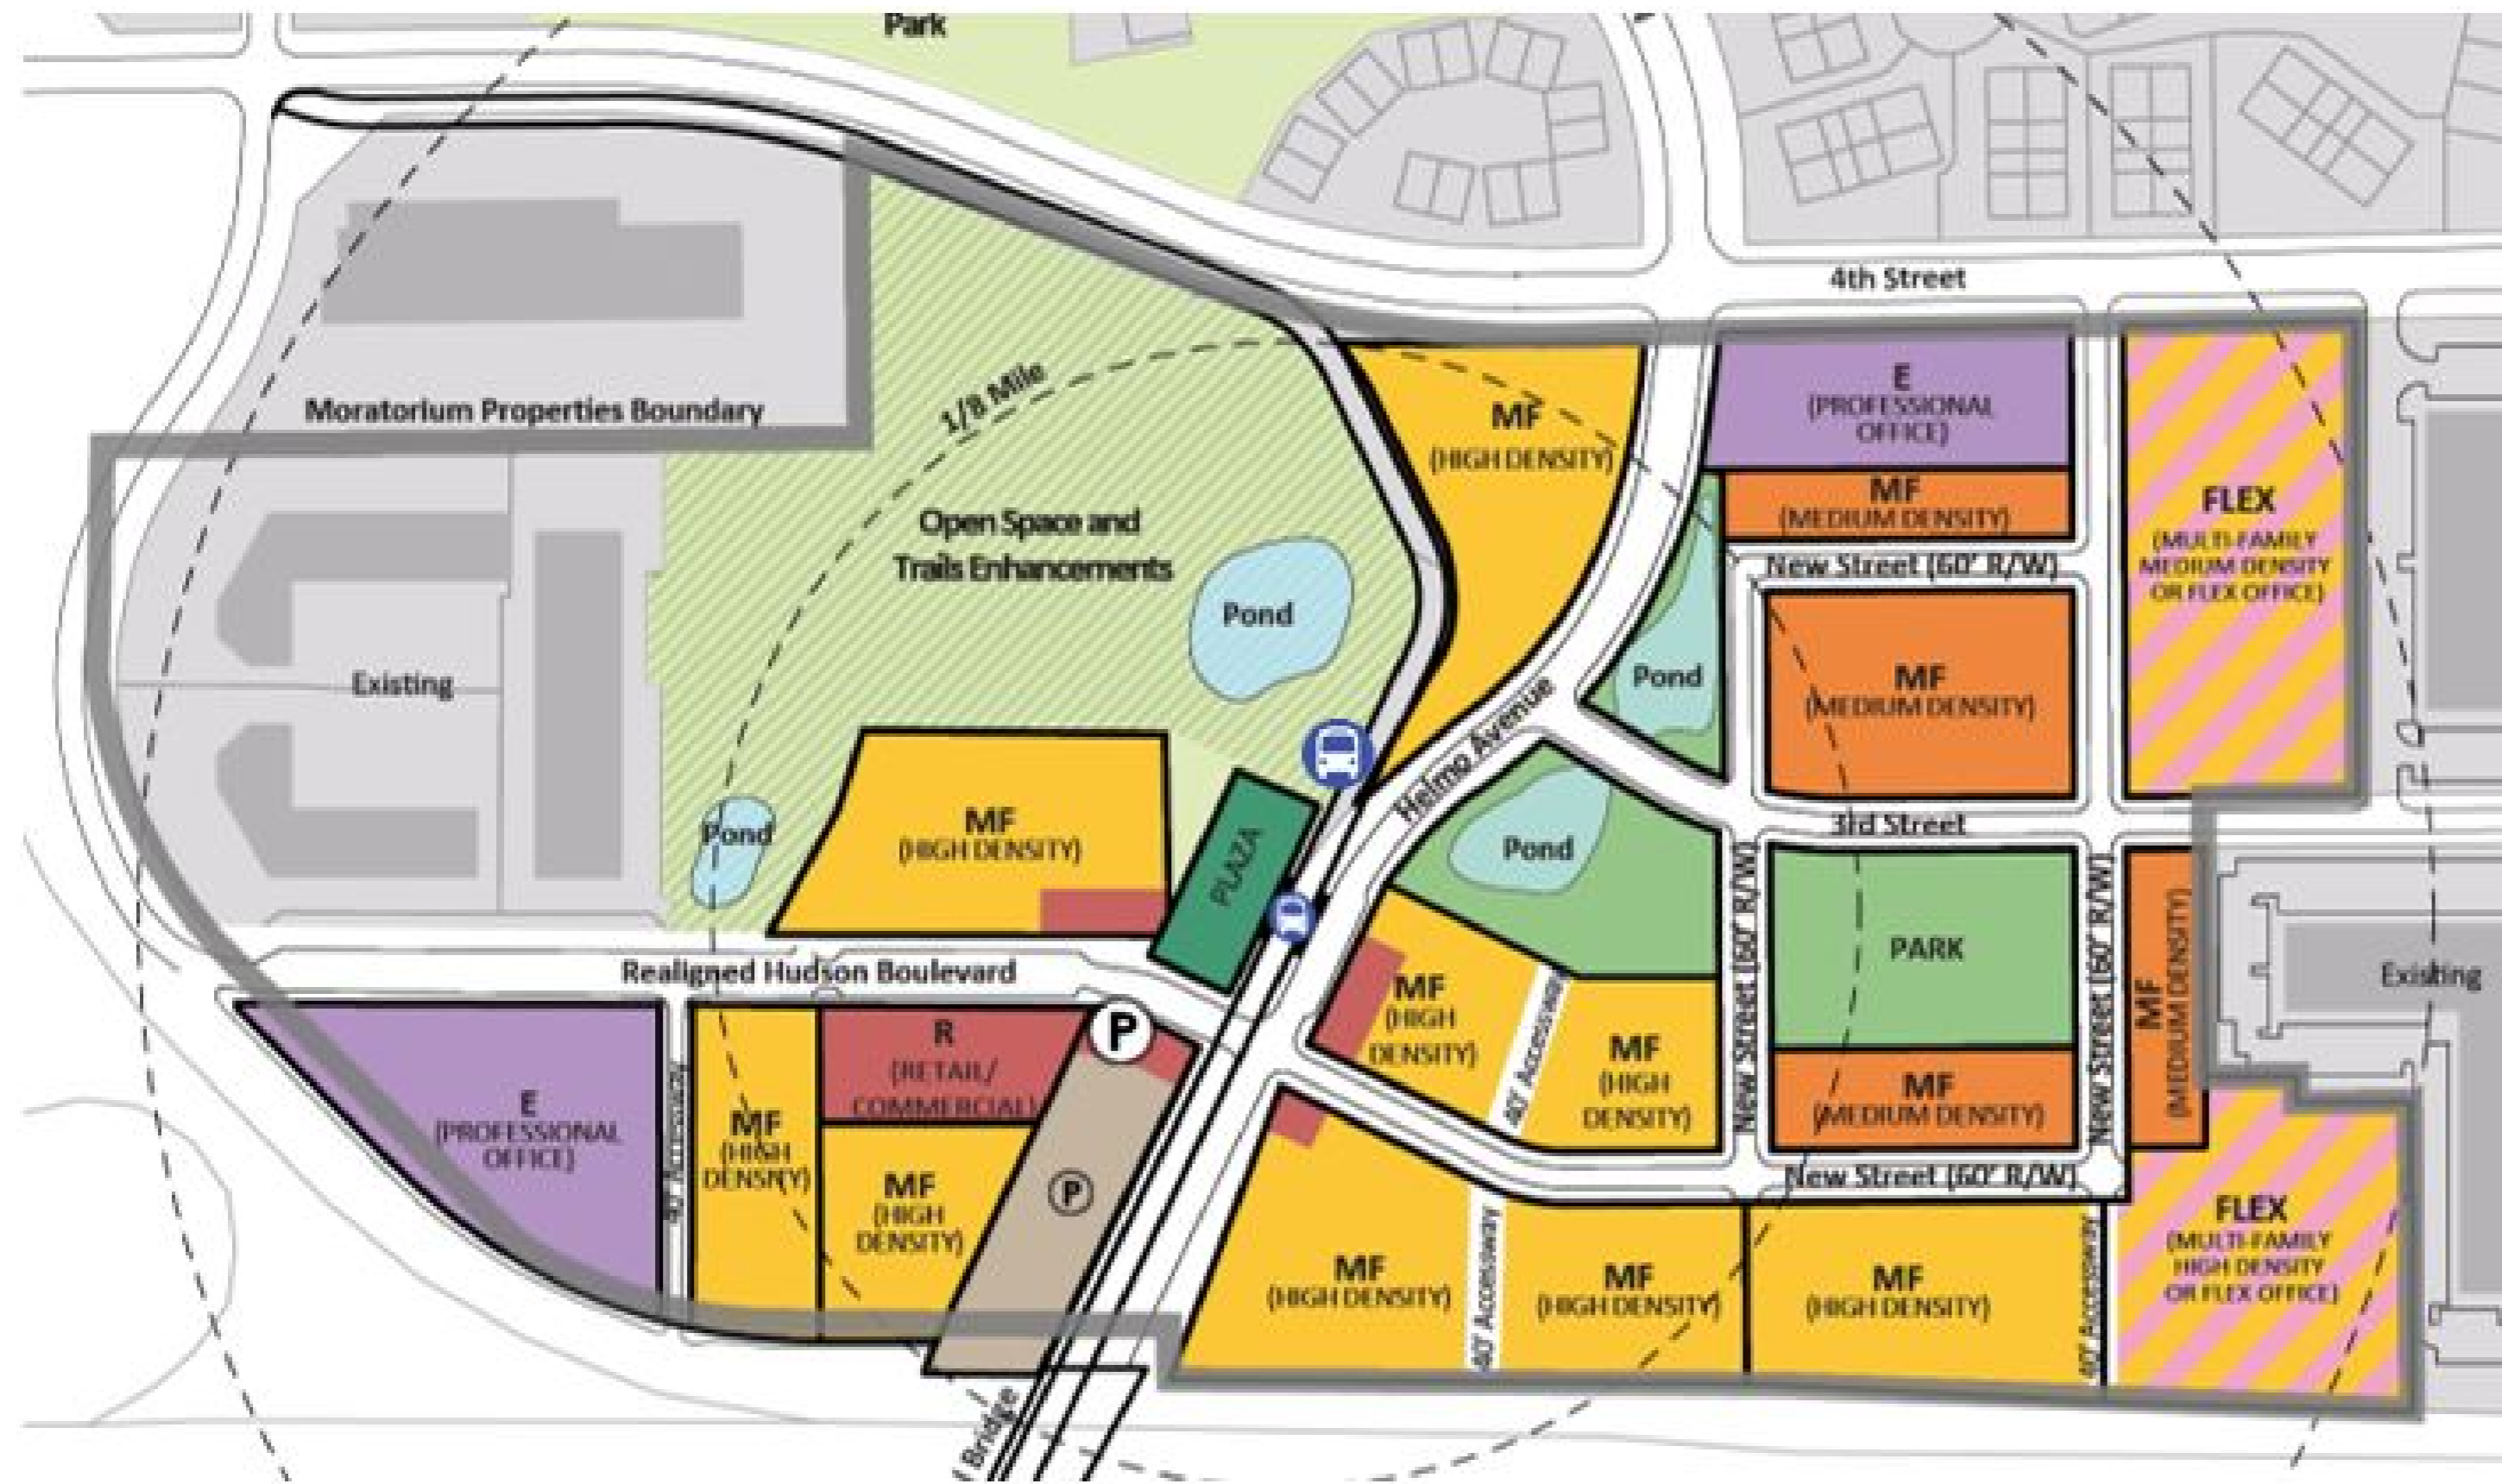 Park
4th Street
Moratorium Properties Boundary
1/8 Mile
MF
(HIGH DENSITY)
E
(PROFESSIONAL
OFFICE)
MF
(MEDIUM DENSITY)
FLEX
(MULTI-FAMILY
MEDIUM DENSITY
OR FLEX OFFICE)
New Street (60' R/W)
Open Space and
Trails Enhancements
Pond
Existing
Pond
MF
(MEDIUM DENSITY)
Helmo Avenue
MF
(HIGH DENSITY)
Pond
PLAZA
Pond
3rd Street
New Street (60' R/W)
PARK
New Street (60' R/W)
MF
(MEDIUM DENSITY)
Existing
Realigned Hudson Boulevard
MF
(HIGH
DENSITY)
40' Accessway
MF
(HIGH
DENSITY)
MF
(MEDIUM DENSITY)
E
(PROFESSIONAL
OFFICE)
40' Accessway
MF
(HIGH
DENSITY)
R
(RETAIL/
COMMERCIAL)
P
MF
(HIGH
DENSITY)
P
New Street (60' R/W)
MF
(HIGH DENSITY)
40' Accessway
MF
(HIGH DENSITY)
MF
(HIGH DENSITY)
40' Accessway
FLEX
(MULTI-FAMILY
HIGH DENSITY
OR FLEX OFFICE)
Bridge